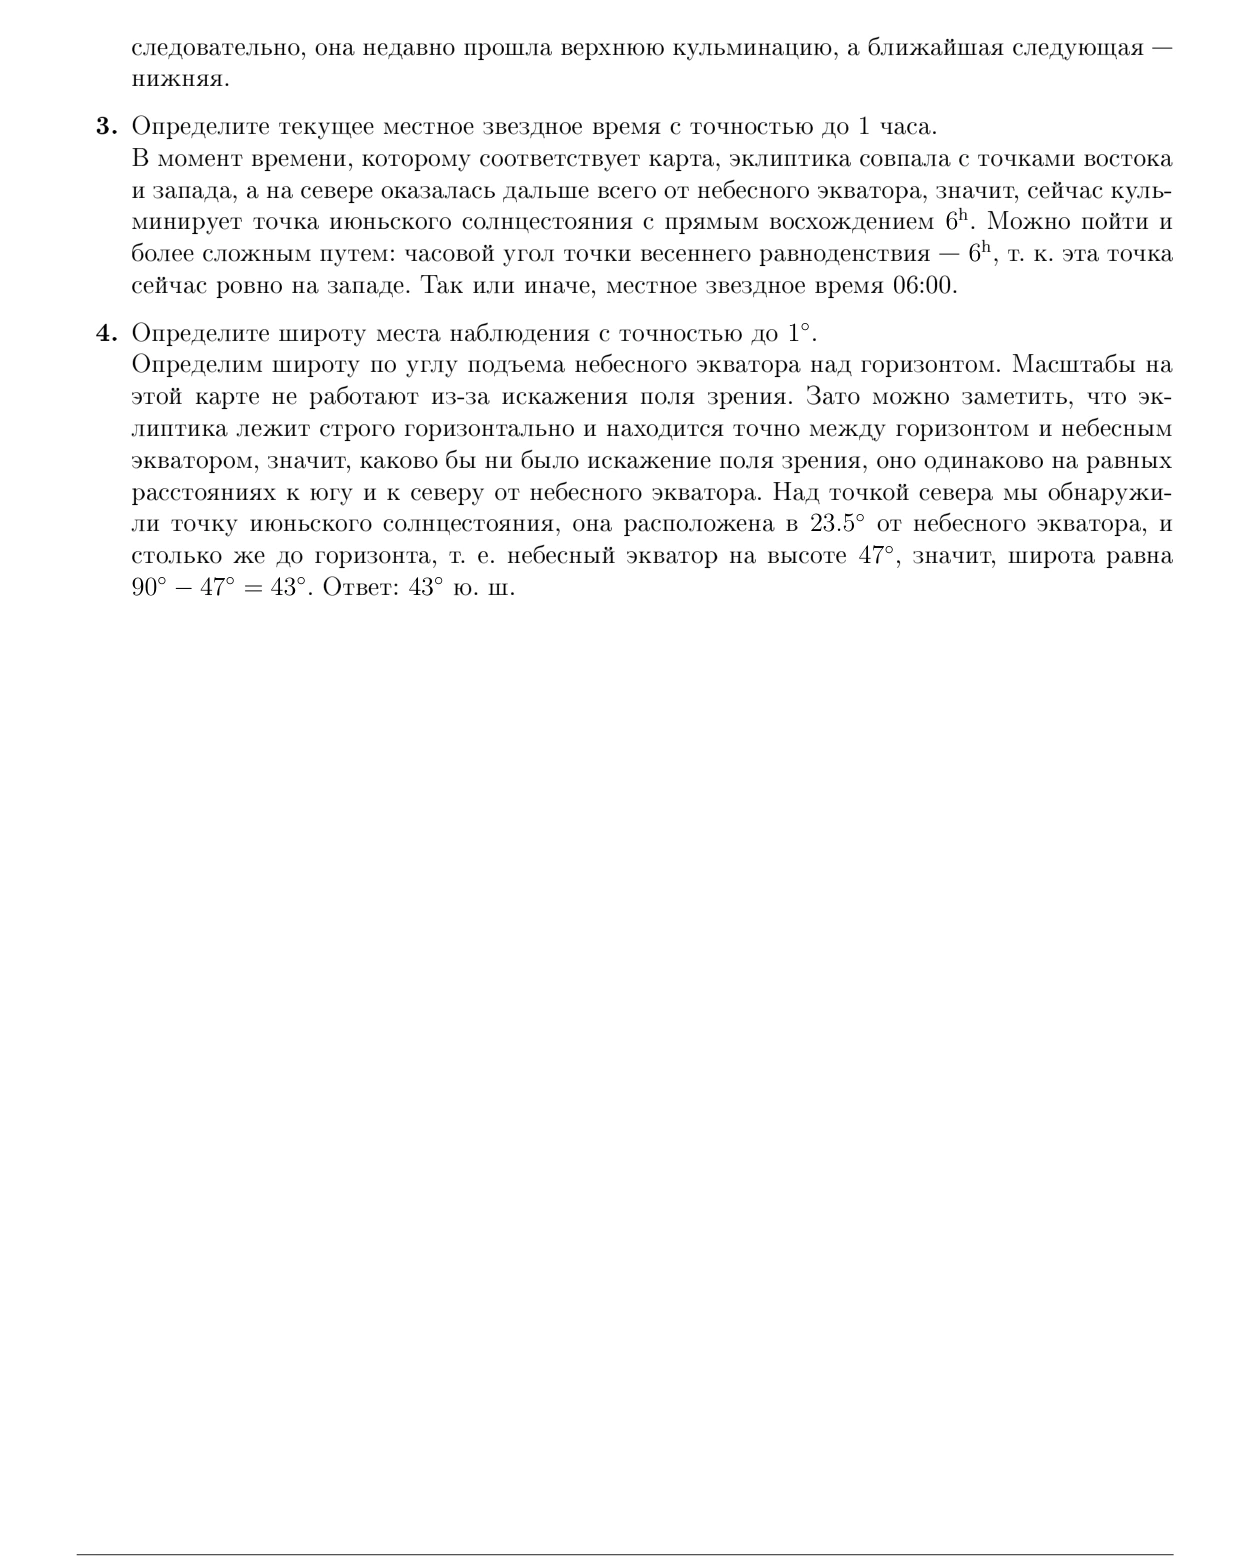 следовательно, она недавно прошла верхнюю кульминацию, а ближайшая следующая —
нижняя.
3. Определите текущее местное звездное время с точностью до 1 часа.
В момент времени, которому соответствует карта, эклиптика совпала с точками востока
и запада, а на севере оказалась дальше всего от небесного экватора, значит, сейчас куль-
минирует точка июньского солнцестояния с прямым восхождением 6ʰ. Можно пойти и
более сложным путем: часовой угол точки весеннего равноденствия — 6ʰ, т. к. эта точка
сейчас ровно на западе. Так или иначе, местное звездное время 06:00.
4. Определите широту места наблюдения с точностью до 1°.
Определим широту по углу подъема небесного экватора над горизонтом. Масштабы на
этой карте не работают из-за искажения поля зрения. Зато можно заметить, что эк-
липтика лежит строго горизонтально и находится точно между горизонтом и небесным
экватором, значит, каково бы ни было искажение поля зрения, оно одинаково на равных
расстояниях к югу и к северу от небесного экватора. Над точкой севера мы обнаружи-
ли точку июньского солнцестояния, она расположена в 23.5° от небесного экватора, и
столько же до горизонта, т. е. небесный экватор на высоте 47°, значит, широта равна
90° − 47° = 43°. Ответ: 43° ю. ш.